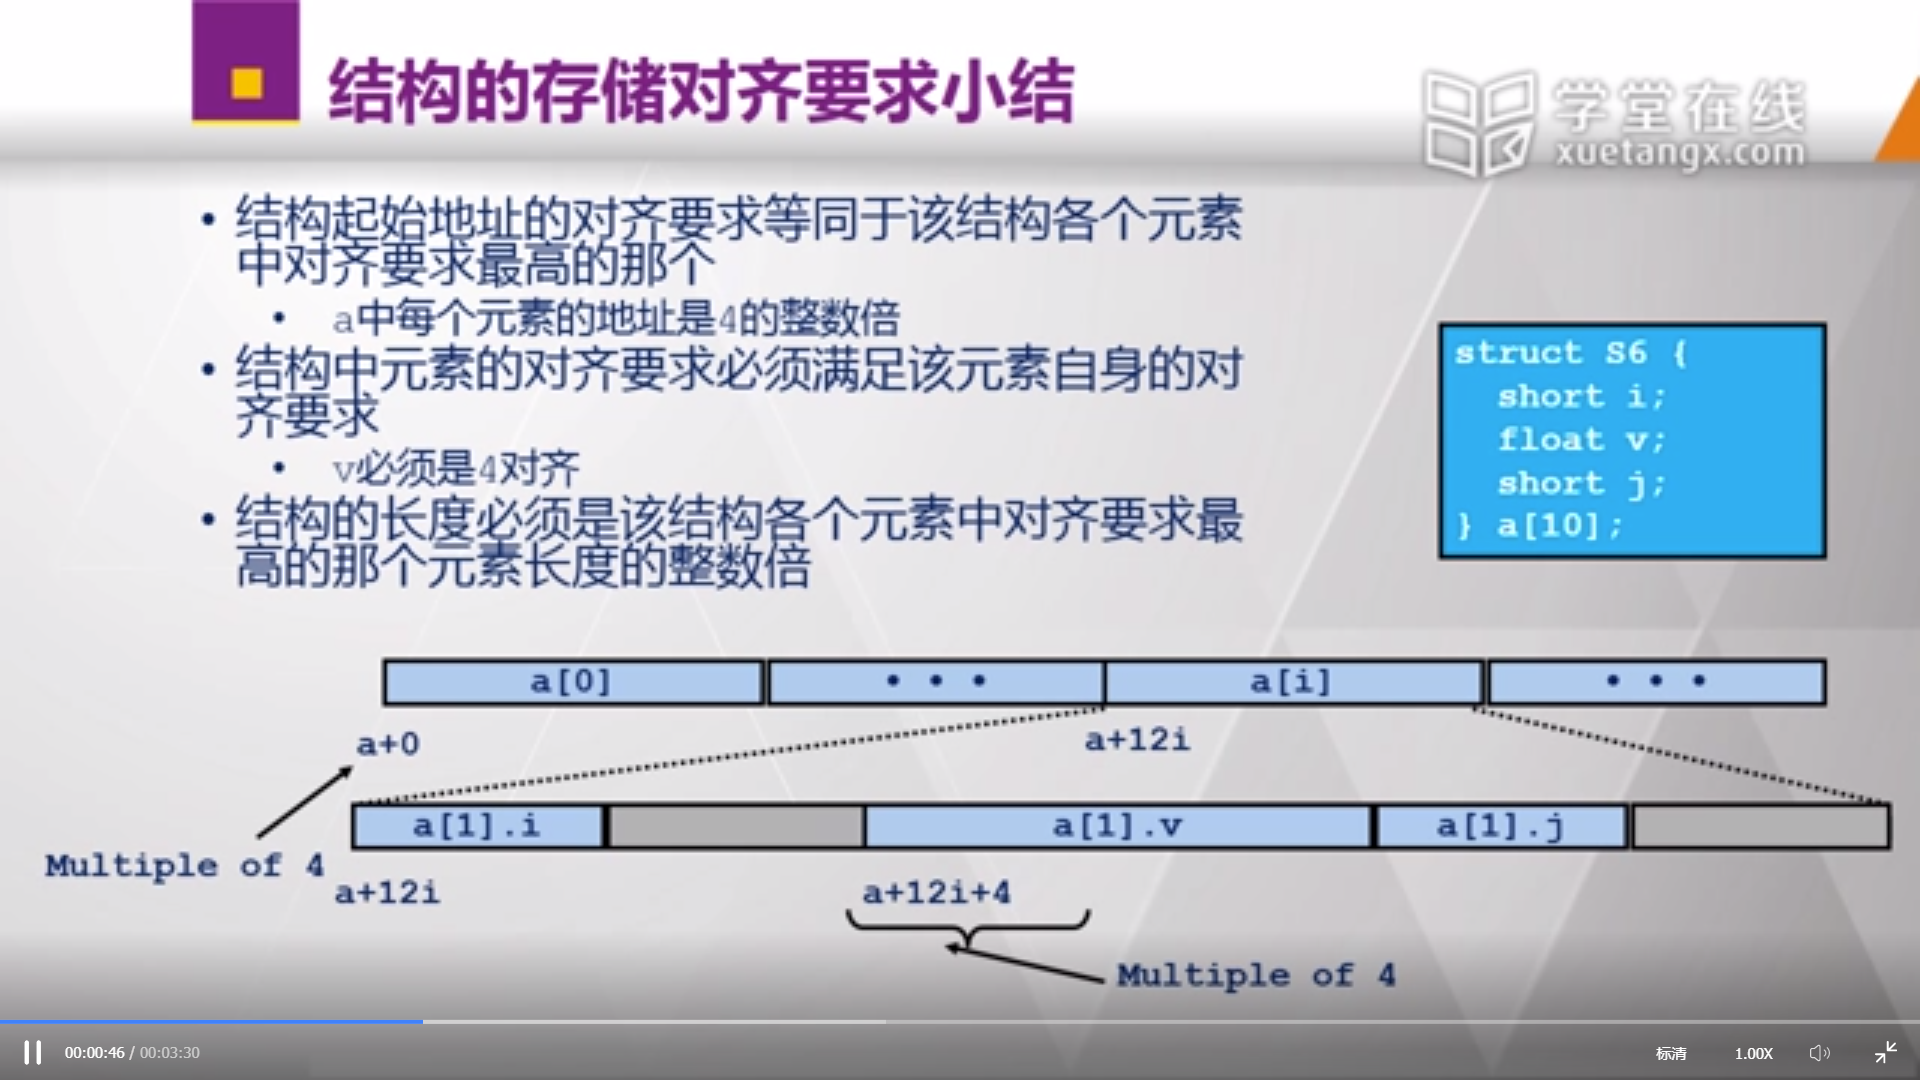 结构的存储对齐要求小结
学堂在线
xuetangx.com
• 结构起始地址的对齐要求等同于该结构各个元素
中对齐要求最高的那个
• a中每个元素的地址是4的整数倍
• 结构中元素的对齐要求必须满足该元素自身的对
齐要求
• v必须是4对齐
• 结构的长度必须是该结构各个元素中对齐要求最
高的那个元素长度的整数倍
struct S6 {
short i;
float v;
short j;
} a[10];
a[0] • • • a[i] • • •
a+0 a+12i
a[1].i a[1].v a[1].j
Multiple of 4
a+12i a+12i+4
Multiple of 4
00:00:46 / 00:03:30 标清 1.00X